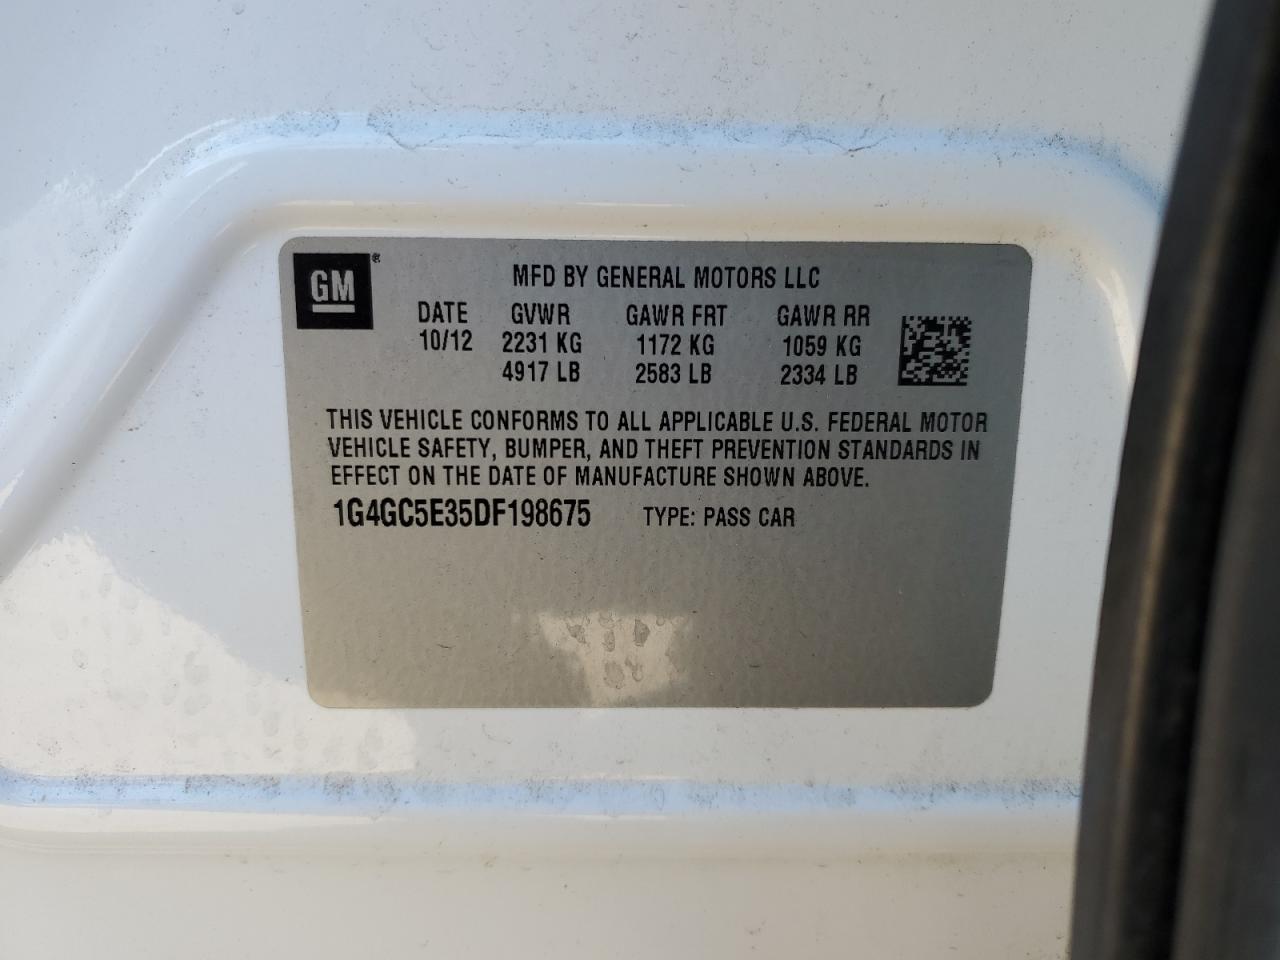 GM®
MFD BY GENERAL MOTORS LLC
DATE GVWR GAWR FRT GAWR RR
10/12 2231 KG 1172 KG 1059 KG
4917 LB 2583 LB 2334 LB
THIS VEHICLE CONFORMS TO ALL APPLICABLE U.S. FEDERAL MOTOR
VEHICLE SAFETY, BUMPER, AND THEFT PREVENTION STANDARDS IN
EFFECT ON THE DATE OF MANUFACTURE SHOWN ABOVE.
1G4GC5E35DF198675 TYPE: PASS CAR